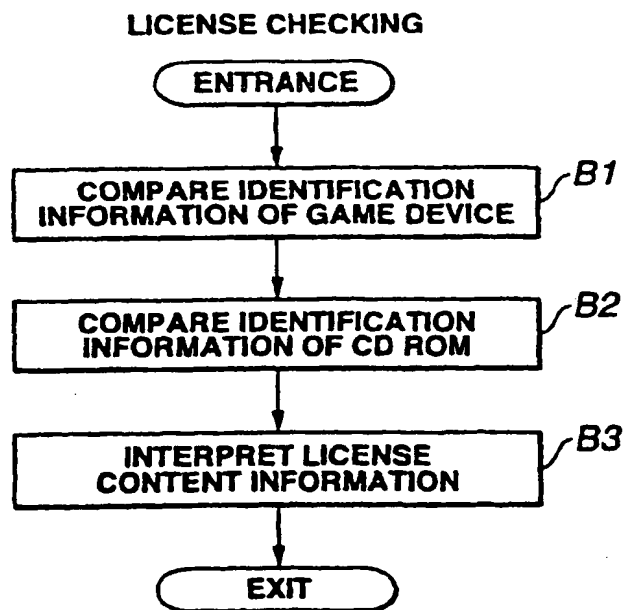 LICENSE CHECKING
ENTRANCE
COMPARE IDENTIFICATION
INFORMATION OF GAME DEVICE
B1
COMPARE IDENTIFICATION
INFORMATION OF CD ROM
B2
INTERPRET LICENSE
CONTENT INFORMATION
B3
EXIT